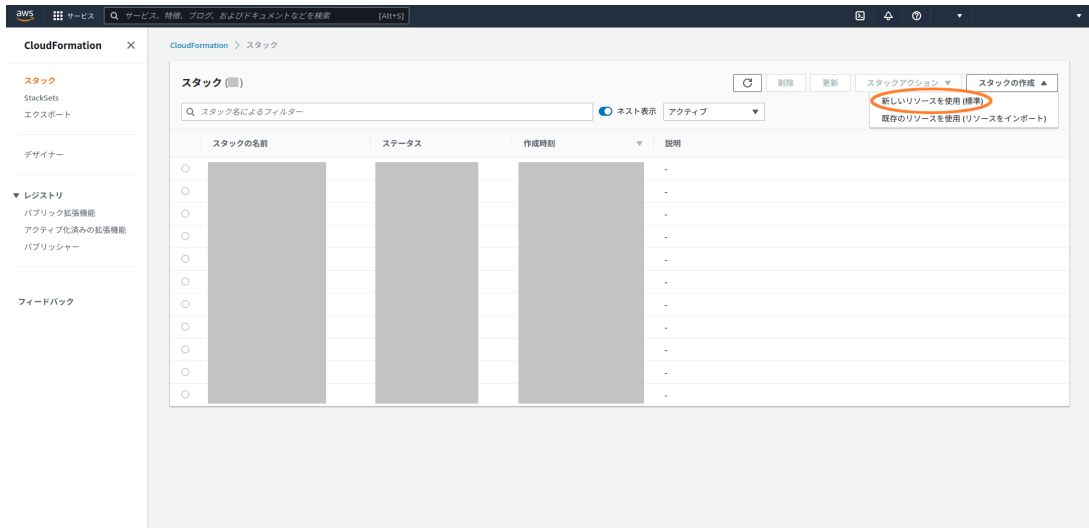 aws サービス サービス、特徴、ブログ、およびドキュメントなどを検索 [Alt+S]
CloudFormation ×
CloudFormation > スタック
スタック
StackSets
エクスポート
デザイナー
レジストリ
パブリック拡張機能
アクティブ化済みの拡張機能
パブリッシャー
フィードバック
スタック ( )
削除 更新 スタックアクション スタックの作成
新しいリソースを使用 (標準)
既存のリソースを使用 (リソースをインポート)
スタック名によるフィルター ネスト表示 アクティブ
スタックの名前 ステータス 作成時刻 説明
-
-
-
-
-
-
-
-
-
-
-